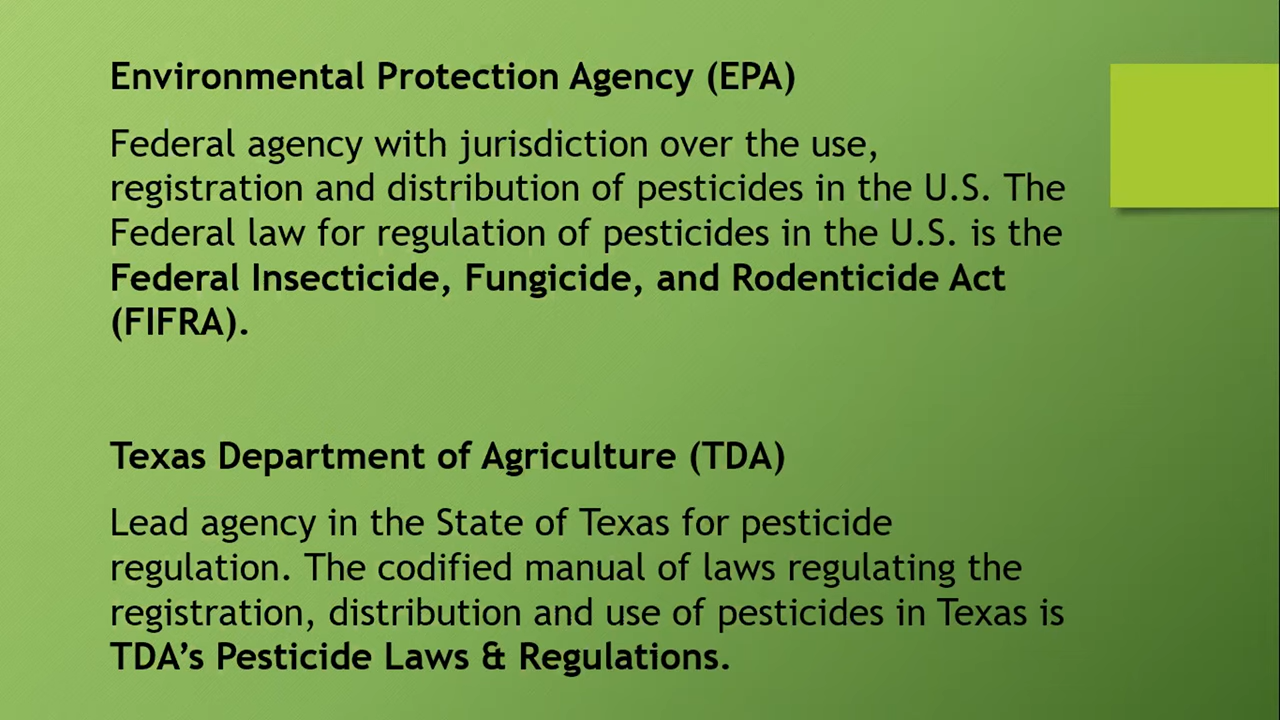 Environmental Protection Agency (EPA)
Federal agency with jurisdiction over the use,
registration and distribution of pesticides in the U.S. The
Federal law for regulation of pesticides in the U.S. is the
Federal Insecticide, Fungicide, and Rodenticide Act
(FIFRA).
Texas Department of Agriculture (TDA)
Lead agency in the State of Texas for pesticide
regulation. The codified manual of laws regulating the
registration, distribution and use of pesticides in Texas is
TDA’s Pesticide Laws & Regulations.